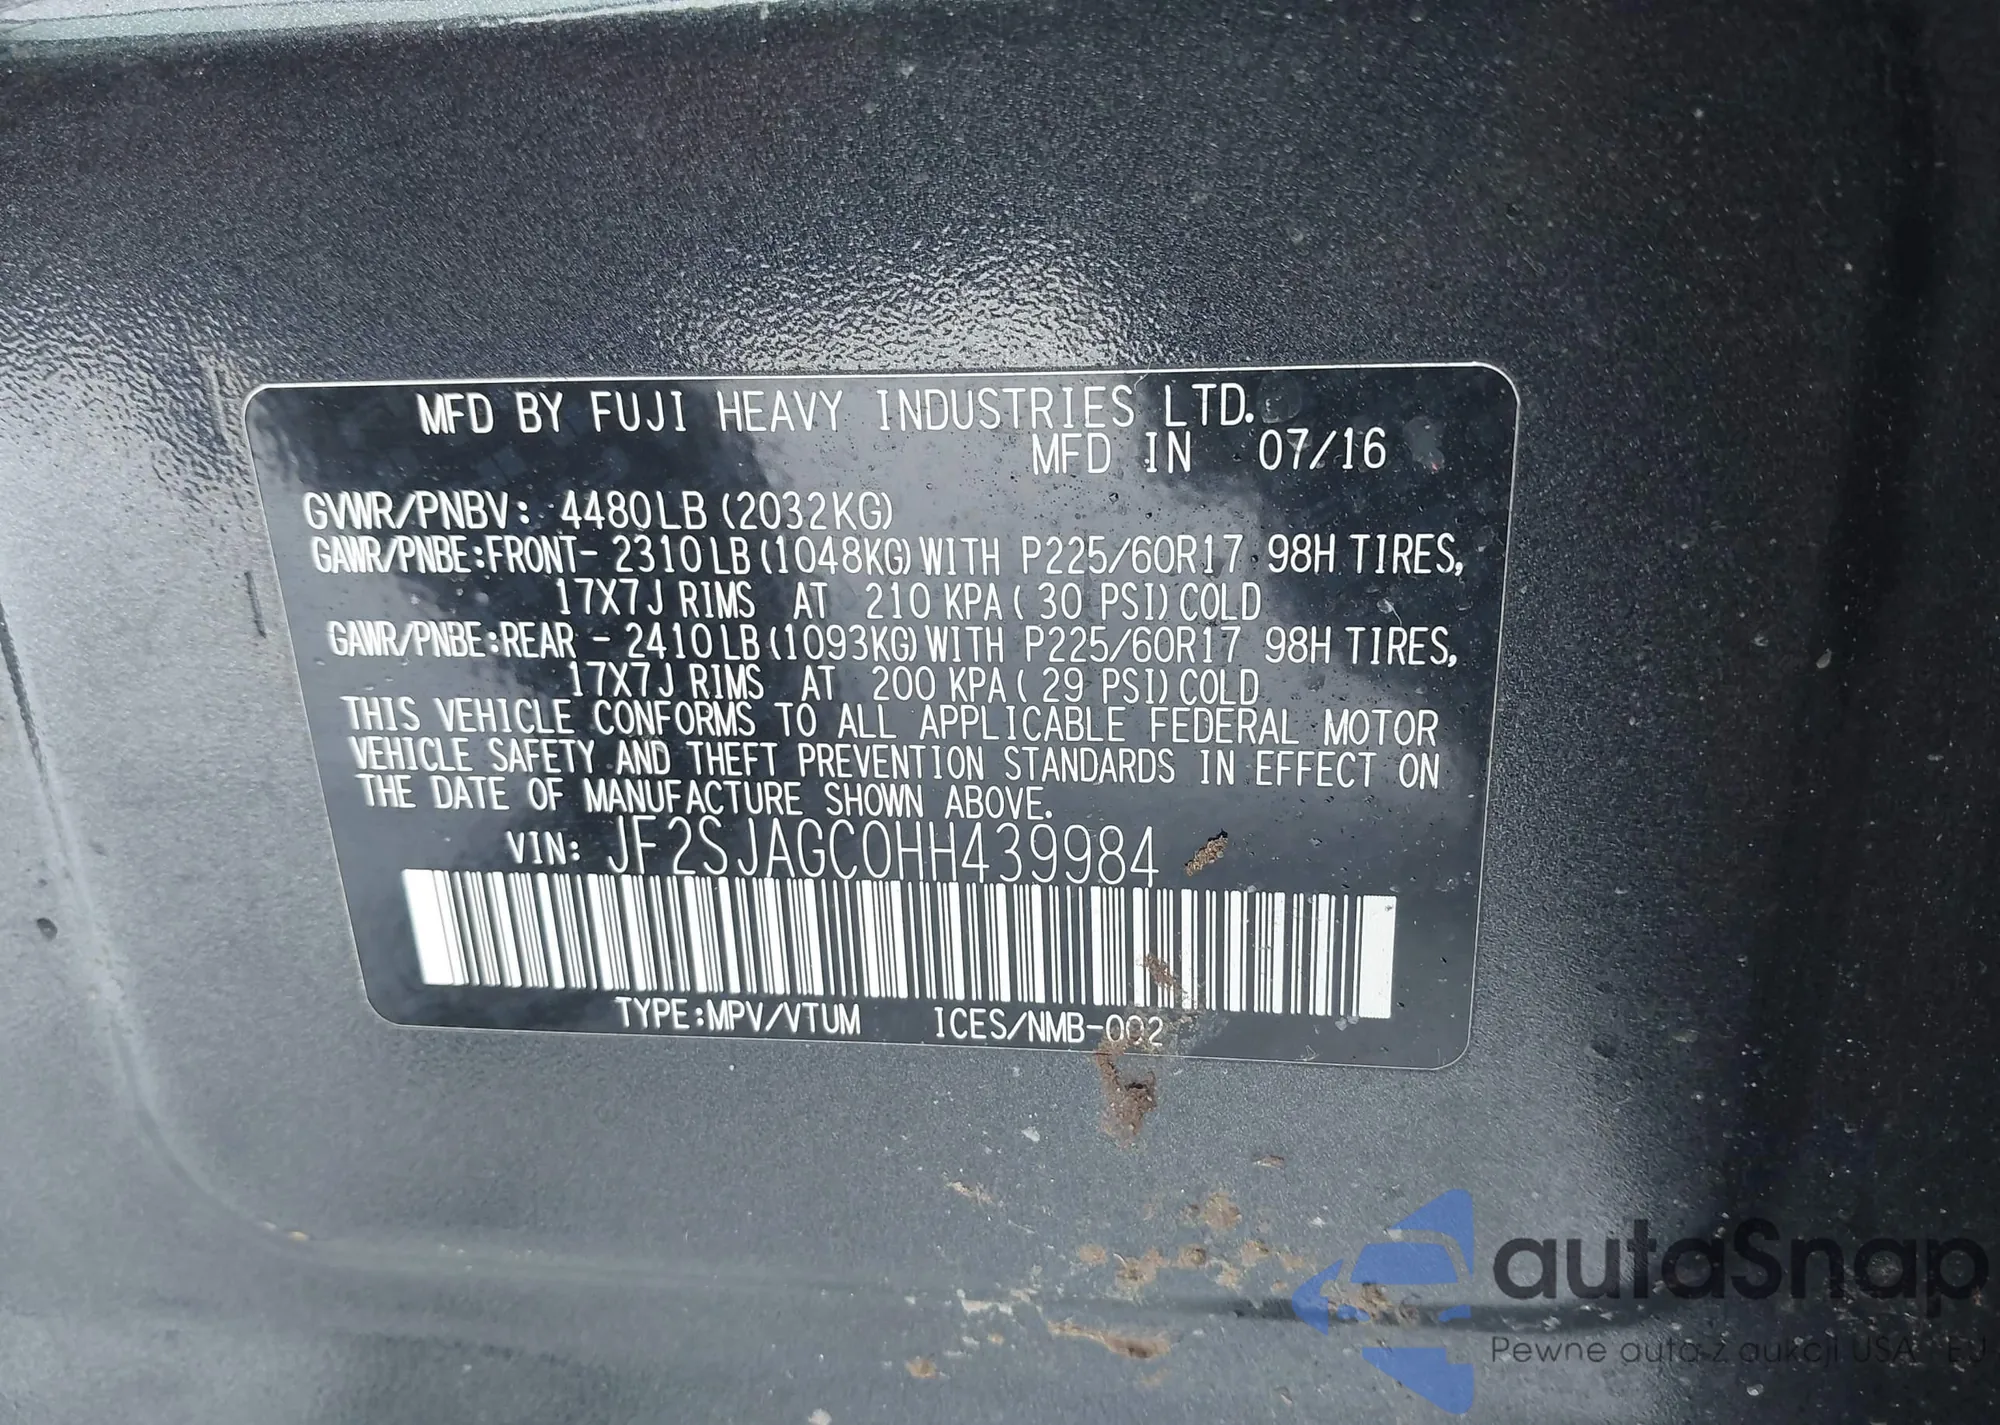 MFD BY FUJI HEAVY INDUSTRIES LTD.
MFD IN 07/16
GVWR/PNBV: 4480LB (2032KG)
GAWR/PNBE:FRONT- 2310LB (1048KG) WITH P225/60R17 98H TIRES,
17X7J RIMS AT 210 KPA ( 30 PSI) COLD
GAWR/PNBE:REAR - 2410LB (1093KG) WITH P225/60R17 98H TIRES,
17X7J RIMS AT 200 KPA ( 29 PSI) COLD
THIS VEHICLE CONFORMS TO ALL APPLICABLE FEDERAL MOTOR
VEHICLE SAFETY AND THEFT PREVENTION STANDARDS IN EFFECT ON
THE DATE OF MANUFACTURE SHOWN ABOVE.
VIN: JF2SJAGC0HH439984
TYPE:MPV/VTUM ICES/NMB-002
autaSnap
Pewne auta z aukcji USA EU